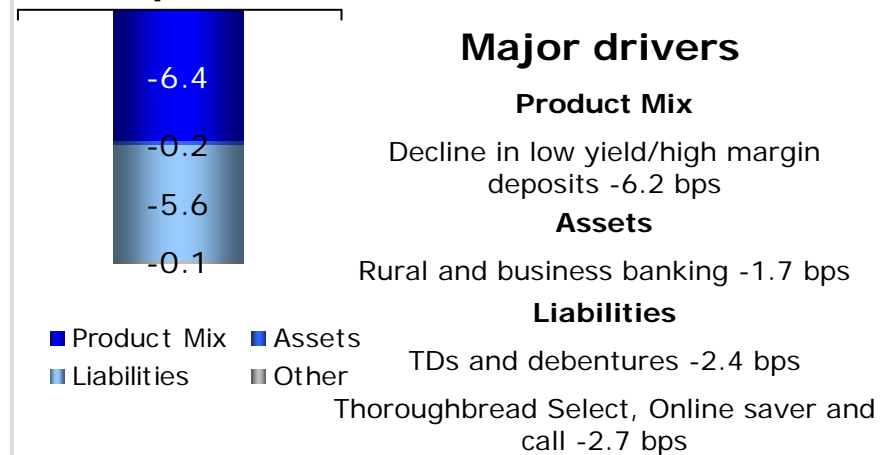 -6.4
-0.2
-5.6
-0.1
Product Mix Assets
Liabilities Other
Major drivers
Product Mix
Decline in low yield/high margin
deposits -6.2 bps
Assets
Rural and business banking -1.7 bps
Liabilities
TDs and debentures -2.4 bps
Thoroughbread Select, Online saver and
call -2.7 bps